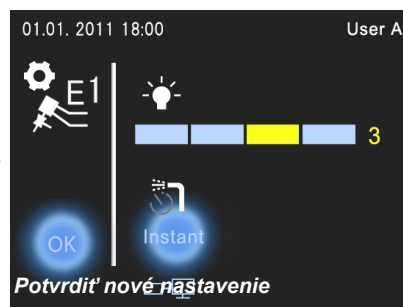 01.01. 2011 18:00 User A
E1
3
OK
Instant
Potvrdiť nové nastavenie